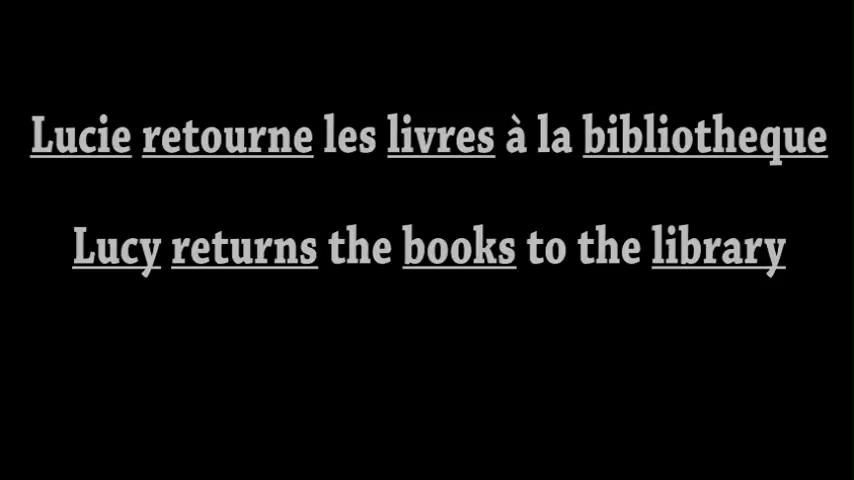 Lucie retourne les livres à la bibliotheque
Lucy returns the books to the library